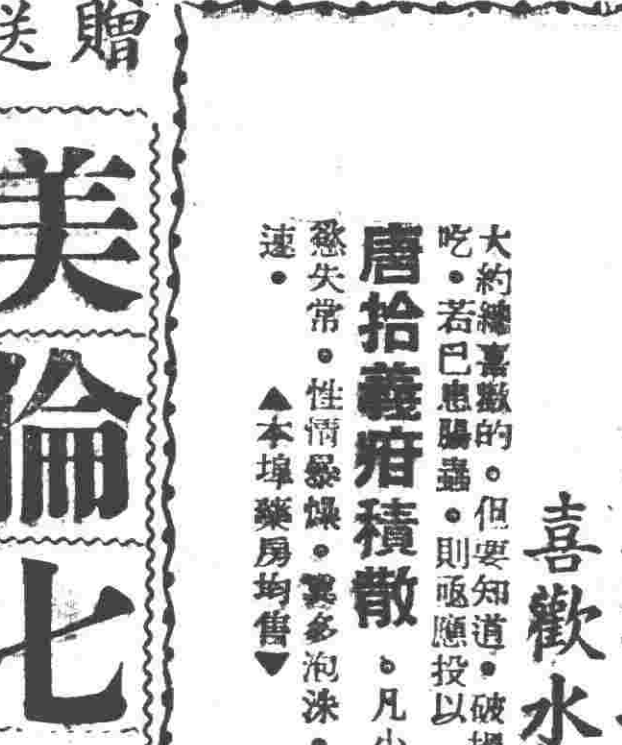 喜歡水
大約總喜歡的。但要知道。破損
吃。若已患腸蟲。則亟應投以
唐拾義疳積散。凡小
慾失常。性情暴燥。糞多泡沫。
速。▲本埠藥房均售▼
贈
送
美倫七